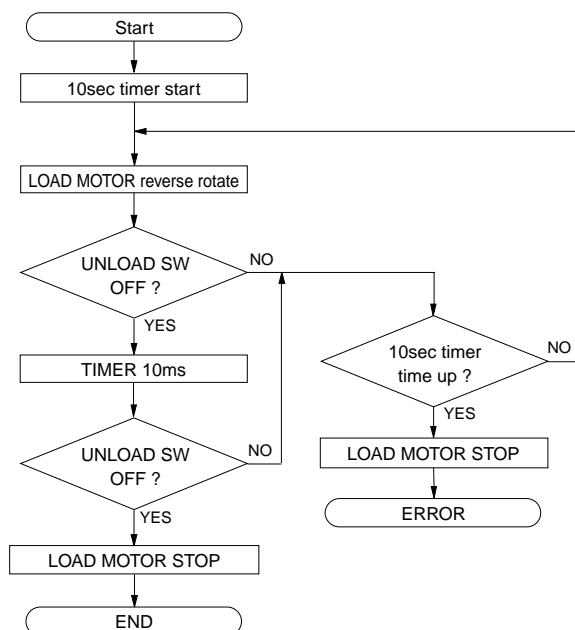 Start
10sec timer start
LOAD MOTOR reverse rotate
UNLOAD SW
OFF ?
NO
YES
TIMER 10ms
UNLOAD SW
OFF ?
NO
YES
LOAD MOTOR STOP
END
10sec timer
time up ?
NO
YES
LOAD MOTOR STOP
ERROR